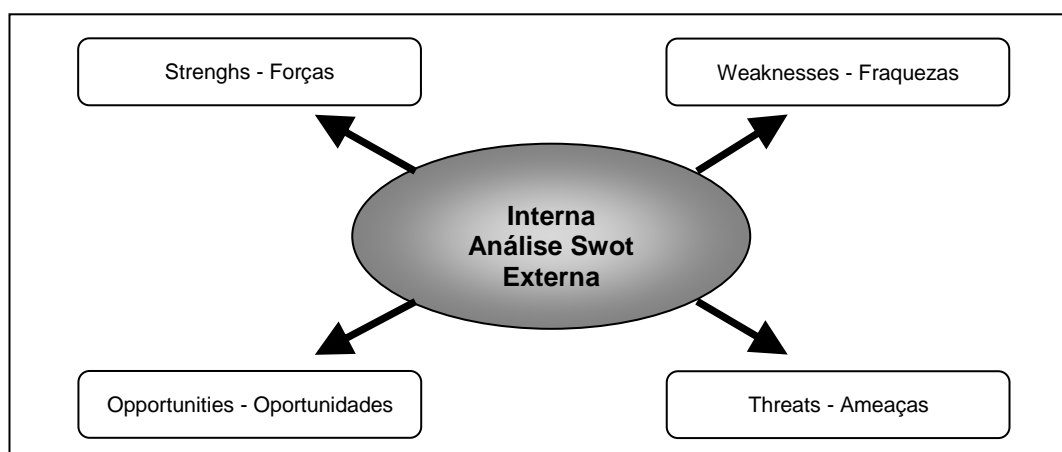 Strenghs - Forças
Weaknesses - Fraquezas
Interna
Análise Swot
Externa
Opportunities - Oportunidades
Threats - Ameaças